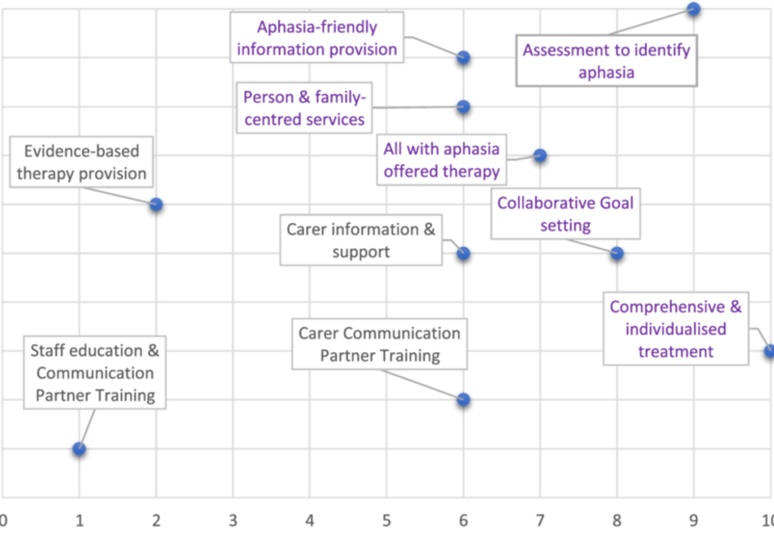 Aphasia-friendly
information provision
Assessment to identify
aphasia
Person & family-
centred services
Evidence-based
therapy provision
All with aphasia
offered therapy
Collaborative Goal
setting
Carer information &
support
Comprehensive &
individualised
treatment
Carer Communication
Partner Training
Staff education &
Communication
Partner Training
0 1 2 3 4 5 6 7 8 9 10